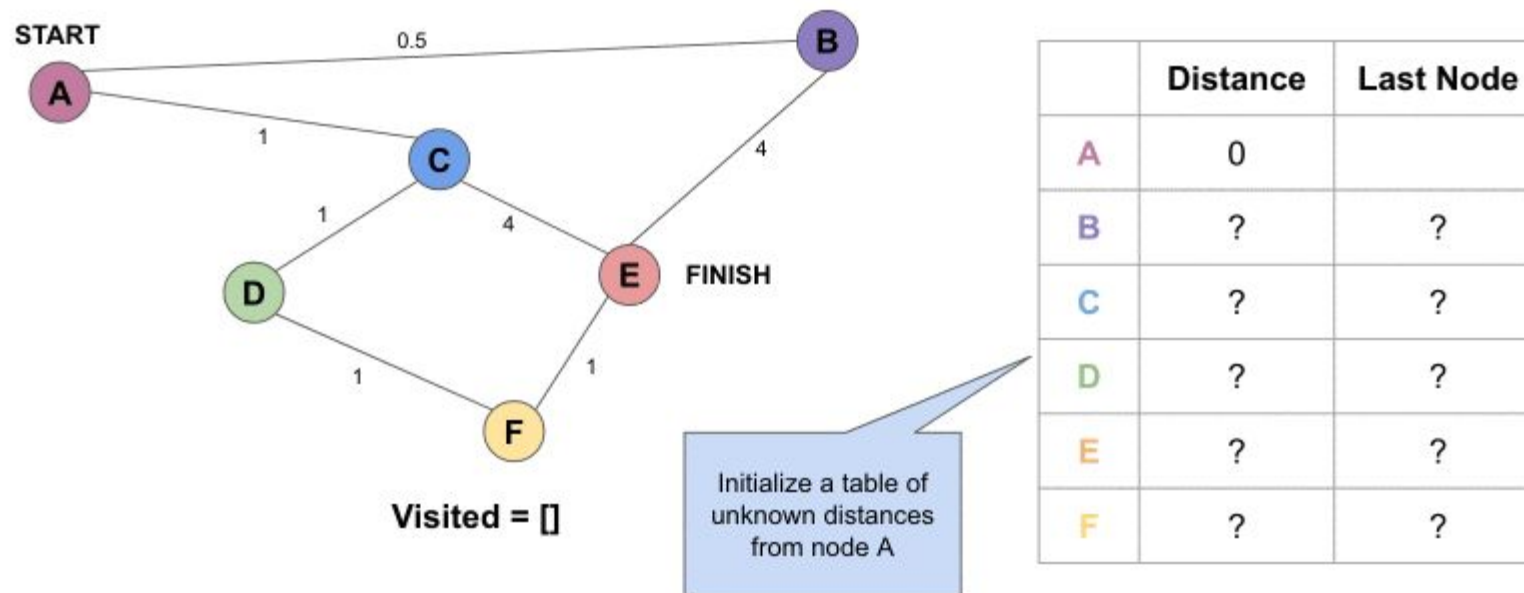 START
A
0.5
B
1
C
4
1
4
D
E
FINISH
1
1
F
Visited = []
Initialize a table of
unknown distances
from node A
Distance Last Node
A 0
B ? ?
C ? ?
D ? ?
E ? ?
F ? ?